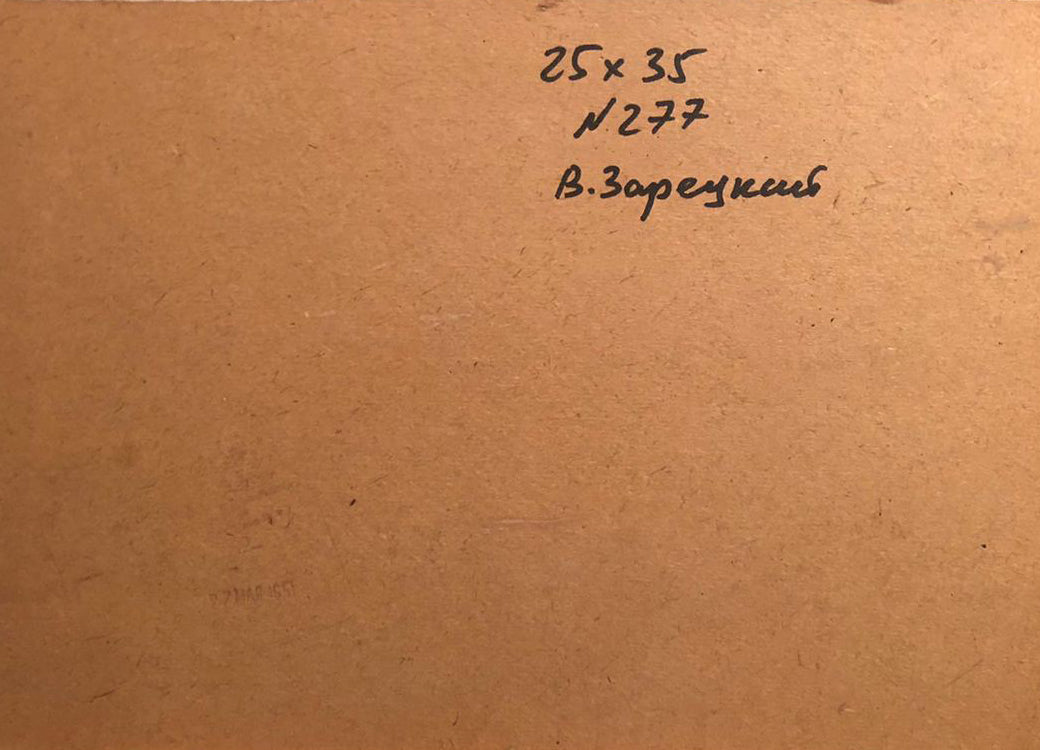 25 x 35
N 277
В. Зарецкий